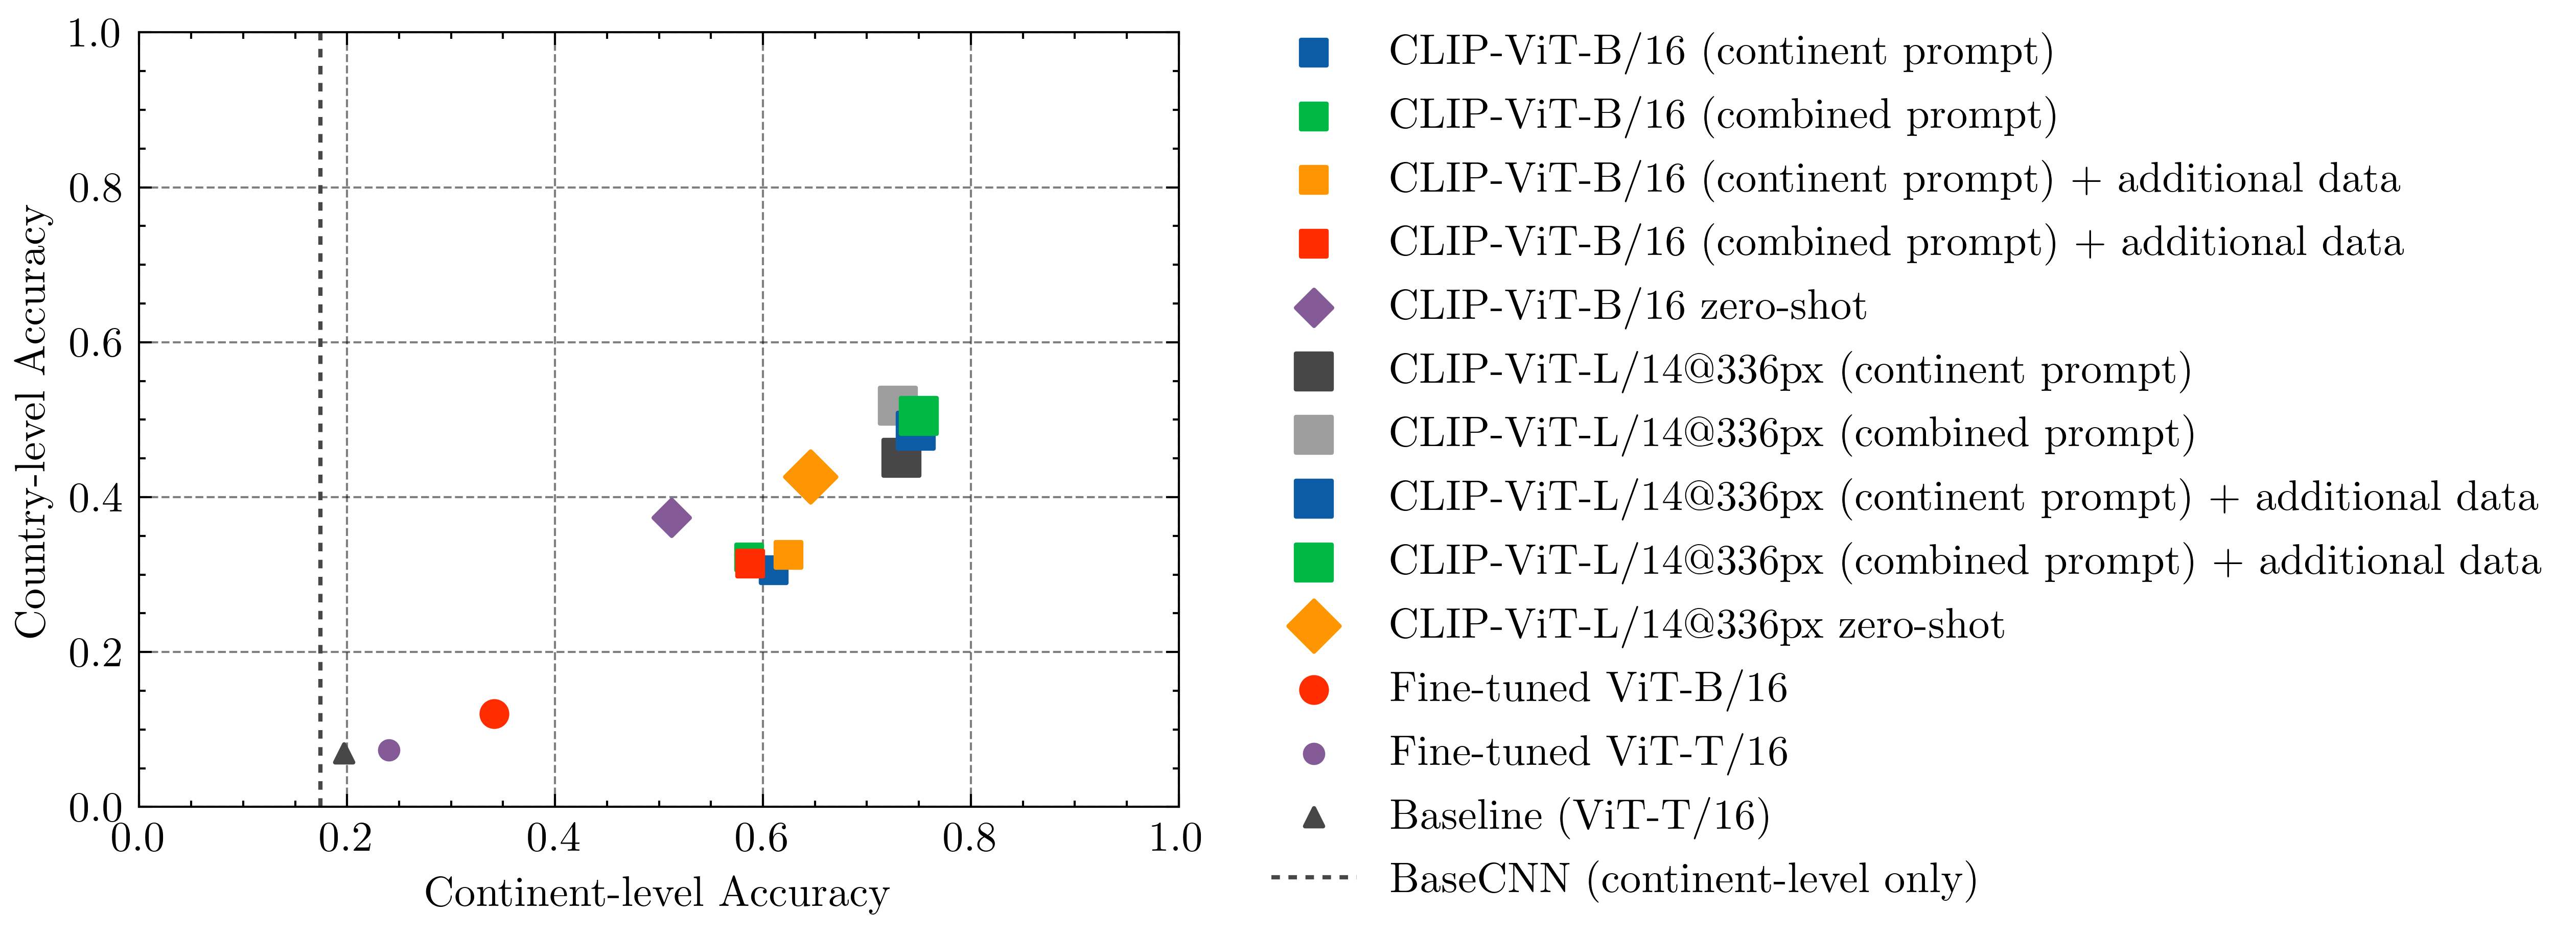 1.0
0.8
0.6
0.4
0.2
0.0
Country-level Accuracy
0.0 0.2 0.4 0.6 0.8 1.0
Continent-level Accuracy
CLIP-ViT-B/16 (continent prompt)
CLIP-ViT-B/16 (combined prompt)
CLIP-ViT-B/16 (continent prompt) + additional data
CLIP-ViT-B/16 (combined prompt) + additional data
CLIP-ViT-B/16 zero-shot
CLIP-ViT-L/14@336px (continent prompt)
CLIP-ViT-L/14@336px (combined prompt)
CLIP-ViT-L/14@336px (continent prompt) + additional data
CLIP-ViT-L/14@336px (combined prompt) + additional data
CLIP-ViT-L/14@336px zero-shot
Fine-tuned ViT-B/16
Fine-tuned ViT-T/16
Baseline (ViT-T/16)
BaseCNN (continent-level only)